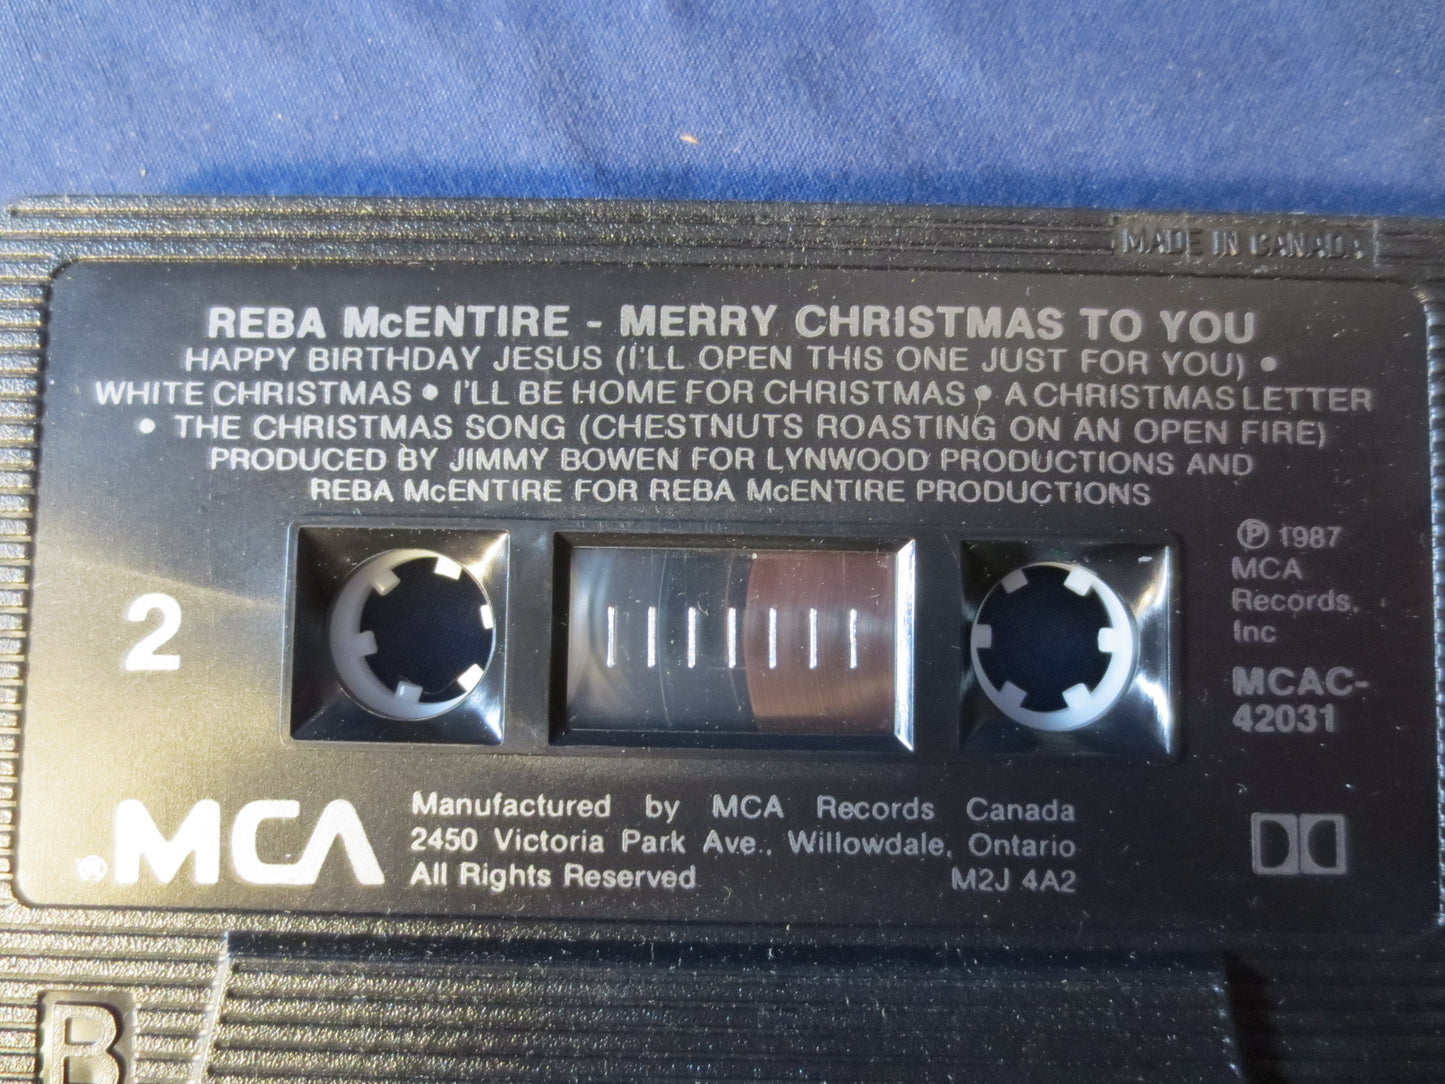 MADE IN CANADA
REBA McENTIRE - MERRY CHRISTMAS TO YOU
HAPPY BIRTHDAY JESUS (I'LL OPEN THIS ONE JUST FOR YOU) •
WHITE CHRISTMAS • I'LL BE HOME FOR CHRISTMAS • A CHRISTMAS LETTER
• THE CHRISTMAS SONG (CHESTNUTS ROASTING ON AN OPEN FIRE)
PRODUCED BY JIMMY BOWEN FOR LYNWOOD PRODUCTIONS AND
REBA McENTIRE FOR REBA McENTIRE PRODUCTIONS
2
℗ 1987
MCA
Records,
Inc
MCAC-
42031
®MCA
Manufactured by MCA Records Canada
2450 Victoria Park Ave., Willowdale, Ontario
All Rights Reserved M2J 4A2
B